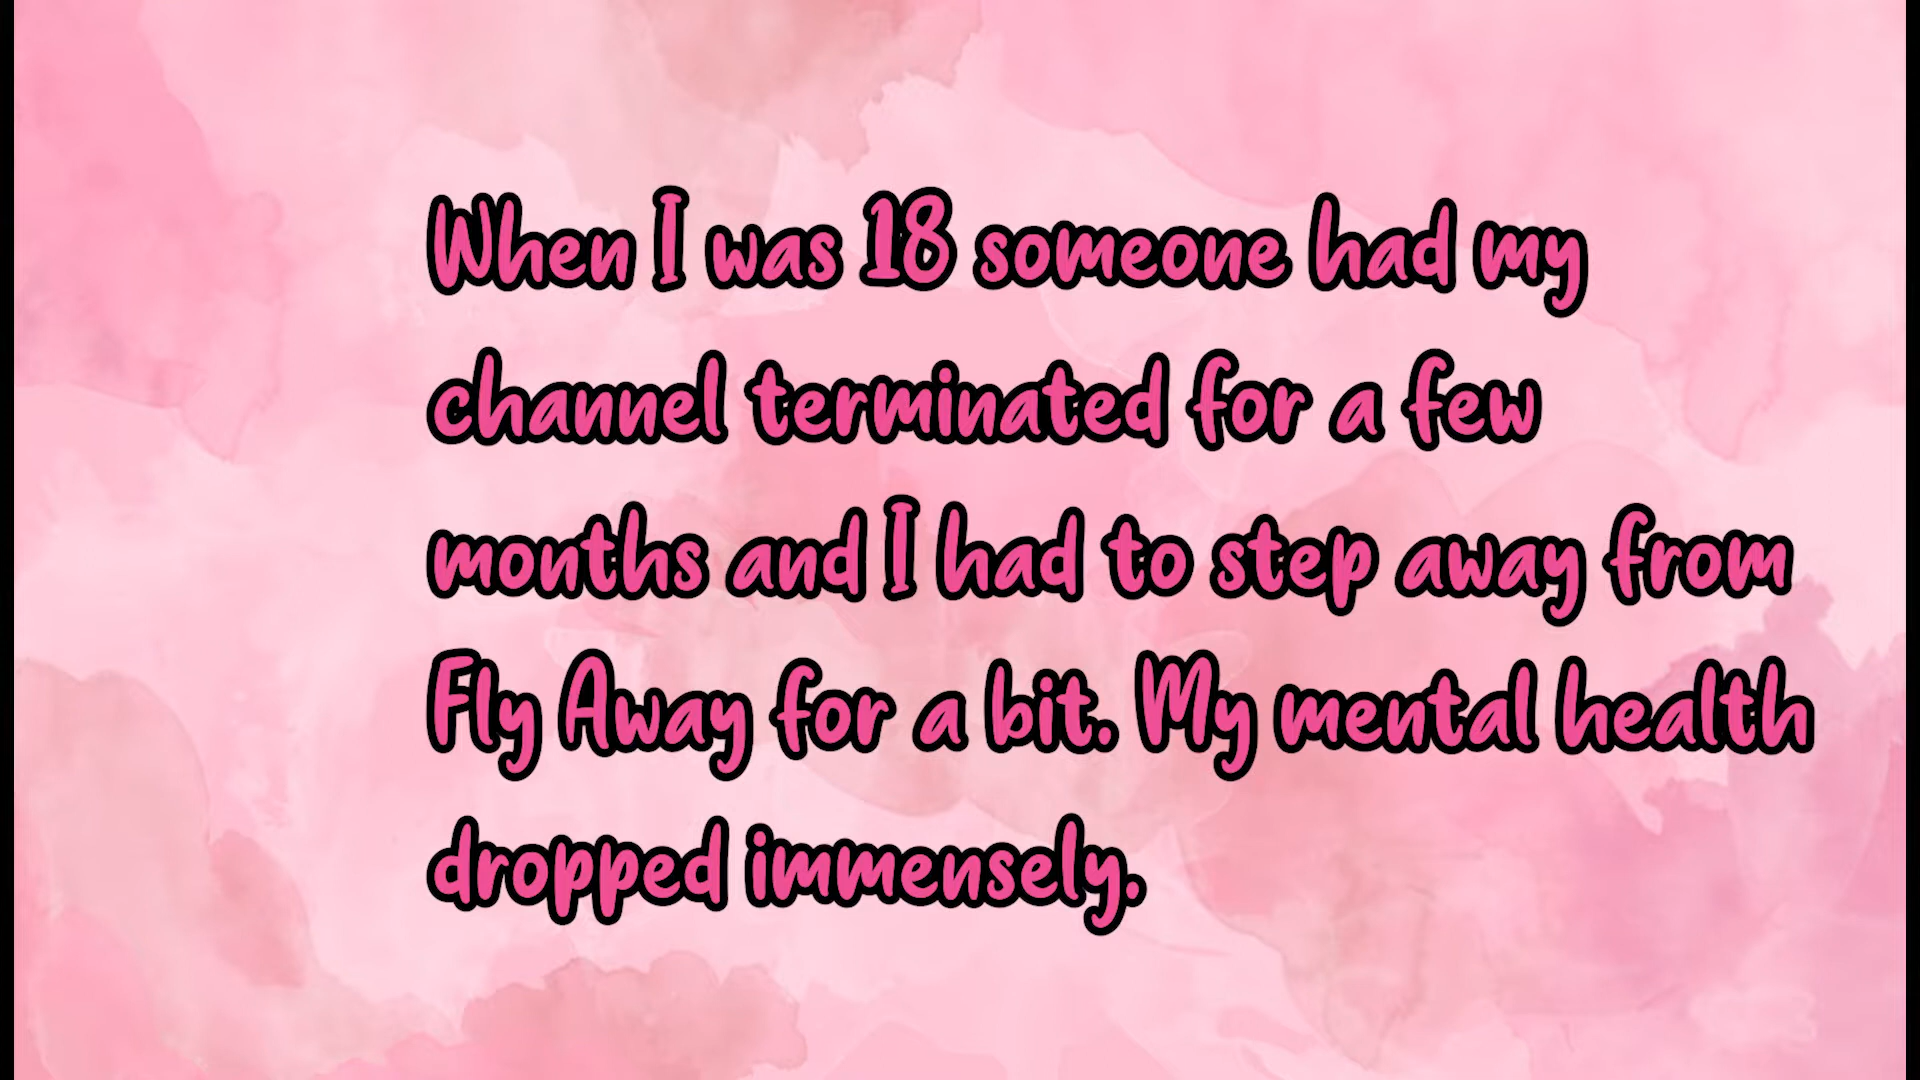 When I was 18 someone had my
channel terminated for a few
months and I had to step away from
Fly Away for a bit. My mental health
dropped immensely.